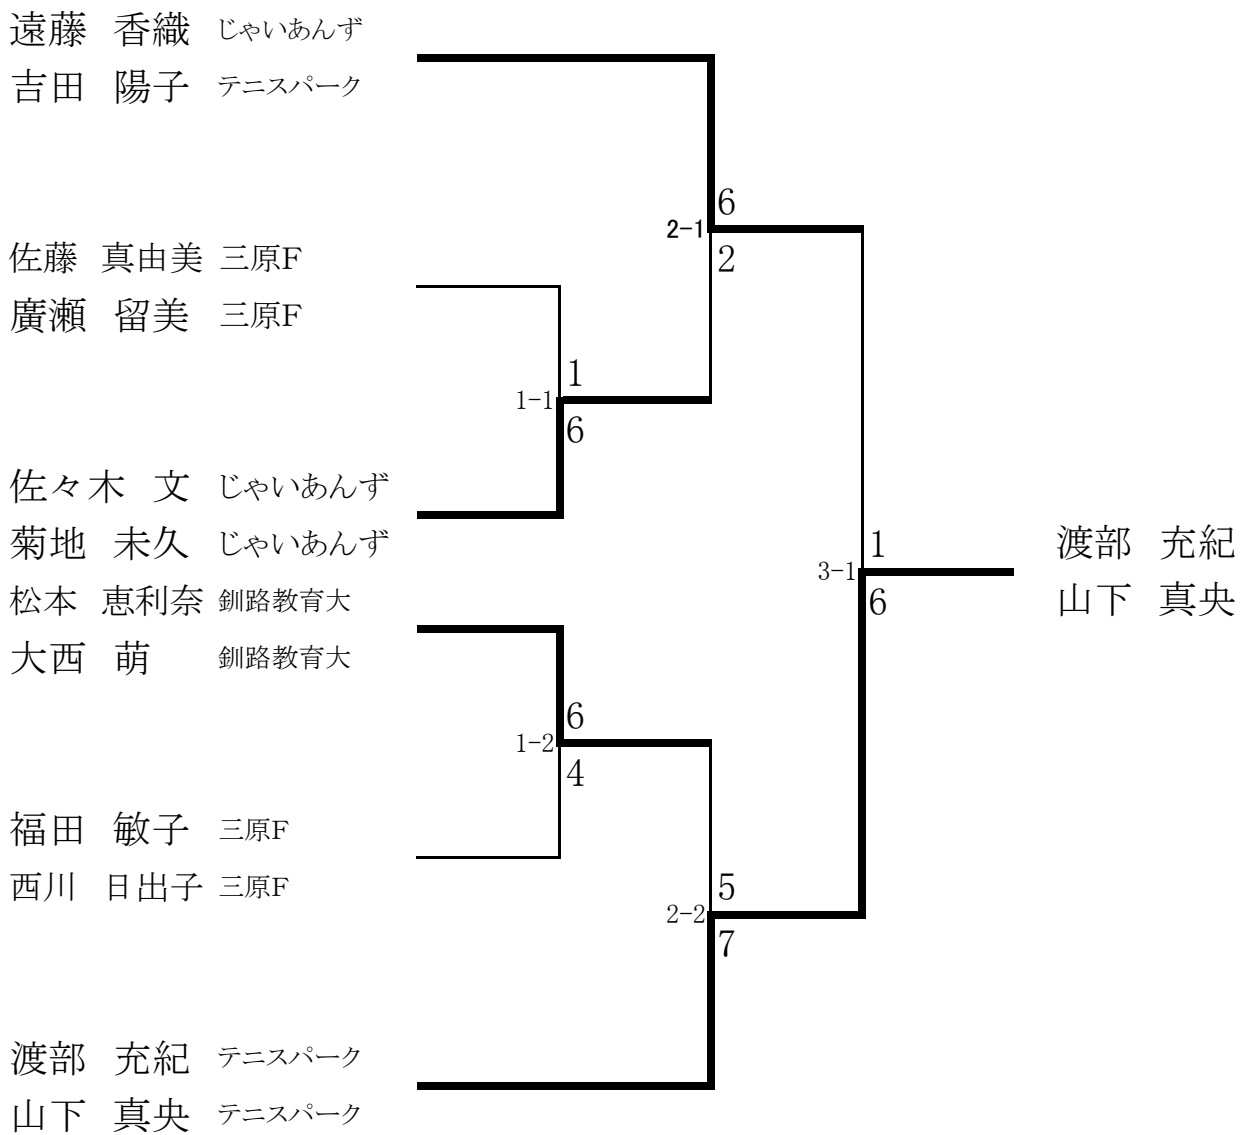 遠藤 香織 じゃいあんず
吉田 陽子 テニスパーク
6
2-1
2
佐藤 真由美 三原F
廣瀬 留美 三原F
1
1-1
6
佐々木 文 じゃいあんず
菊地 未久 じゃいあんず
1
3-1
6
渡部 充紀
山下 真央
松本 恵利奈 釧路教育大
大西 萌 釧路教育大
6
1-2
4
福田 敏子 三原F
西川 日出子 三原F
5
2-2
7
渡部 充紀 テニスパーク
山下 真央 テニスパーク